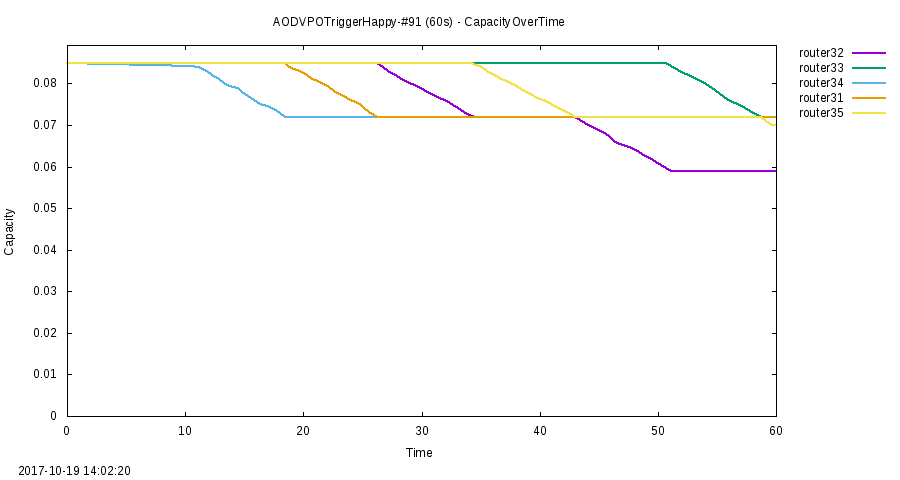 AODVPOTriggerHappy-#91 (60s) - CapacityOverTime
router32
router33
router34
router31
router35
0.08
0.07
0.06
0.05
0.04
0.03
0.02
0.01
0
Capacity
0 10 20 30 40 50 60
Time
2017-10-19 14:02:20